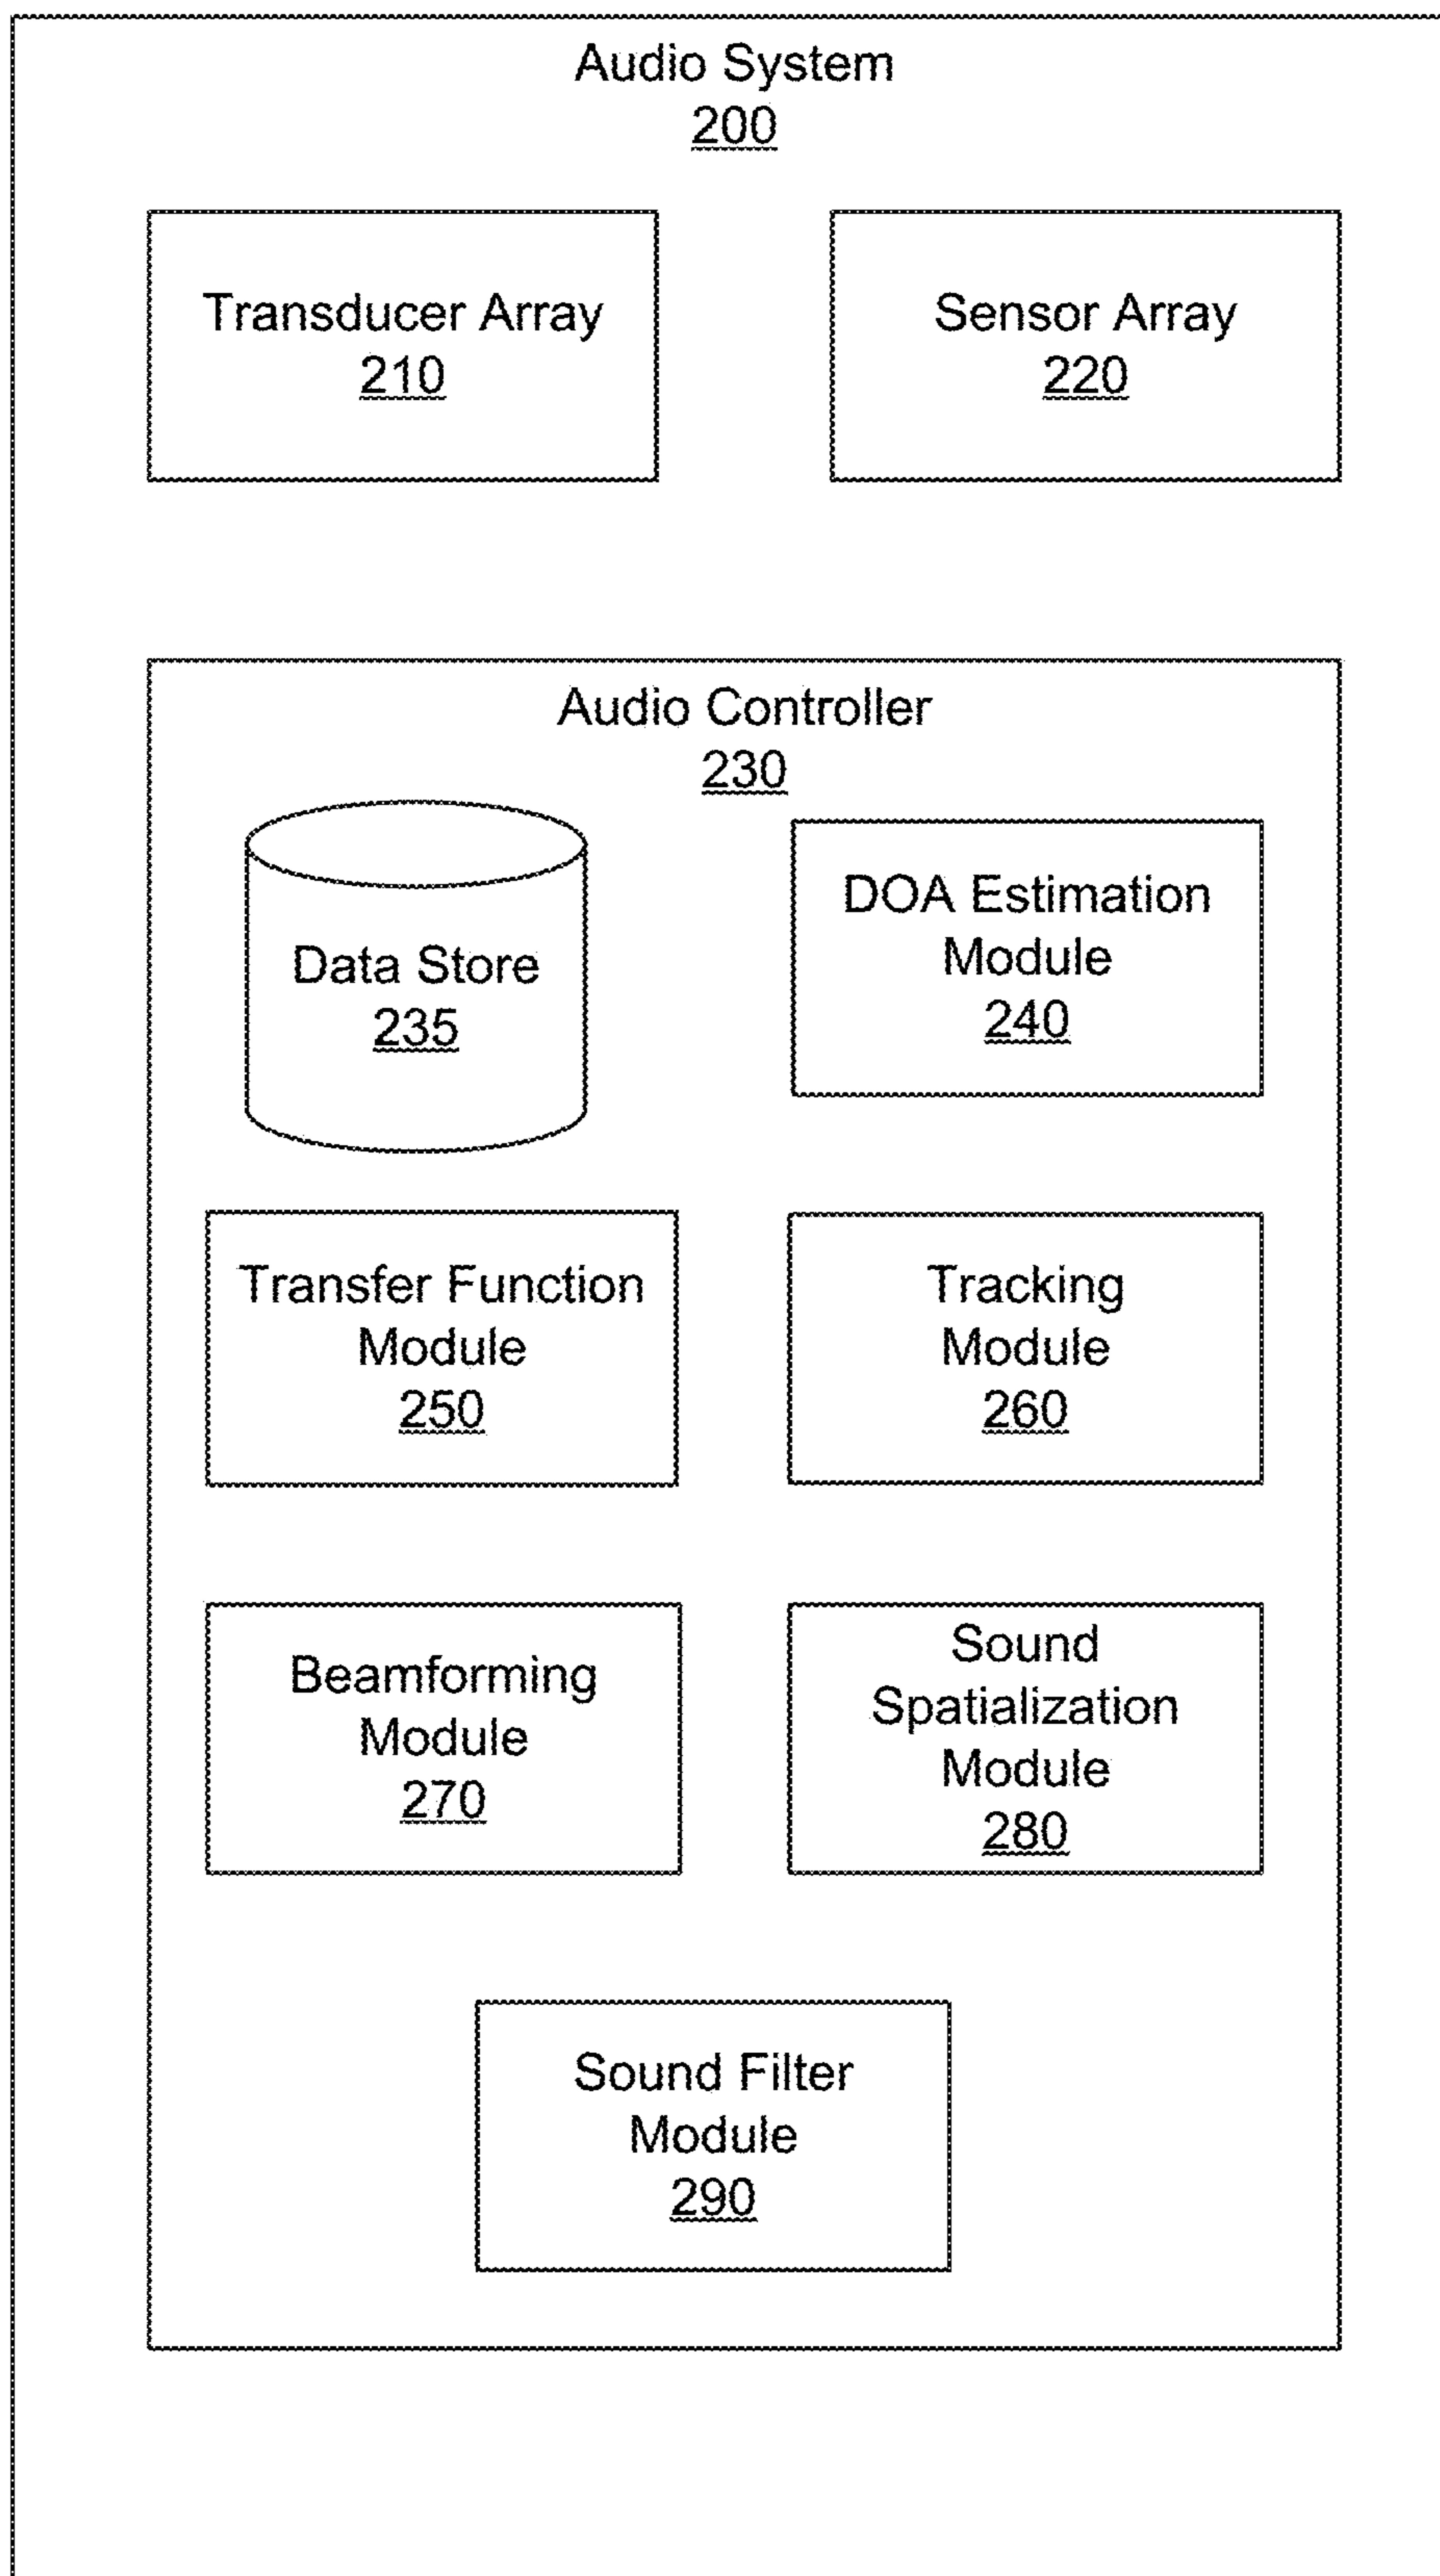 Audio System
200
Transducer Array
210
Sensor Array
220
Audio Controller
230
Data Store
235
DOA Estimation
Module
240
Transfer Function
Module
250
Tracking
Module
260
Beamforming
Module
270
Sound
Spatialization
Module
280
Sound Filter
Module
290